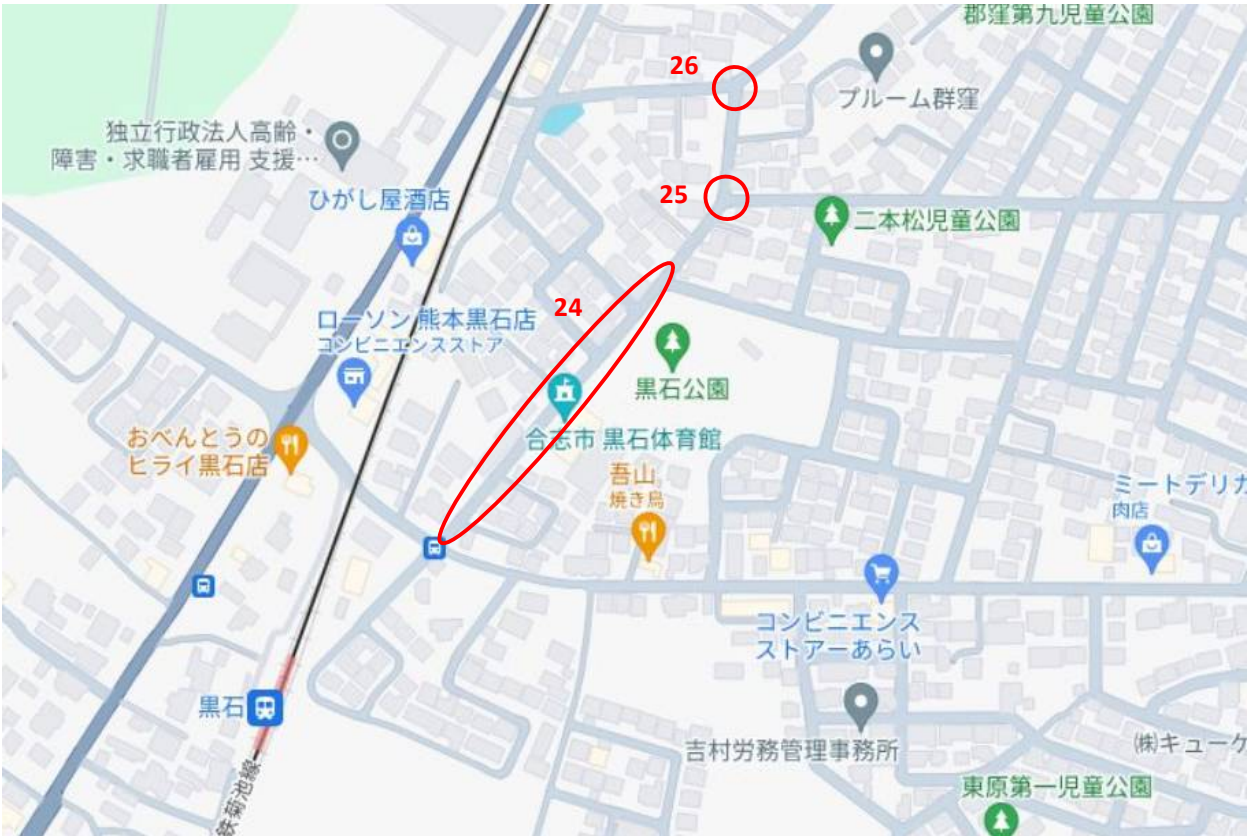 郡窪第九児童公園
26
プルーム群窪
独立行政法人高齢・
障害・求職者雇用 支援…
ひがし屋酒店
25
二本松児童公園
24
ローソン 熊本黒石店
コンビニエンスストア
黒石公園
おべんとうの
ヒライ黒石店
合志市 黒石体育館
吾山
焼き鳥
ミートデリカ
肉店
コンビニエンス
ストアーあらい
黒石
吉村労務管理事務所
(株)キューケ
東原第一児童公園
鉄菊池線